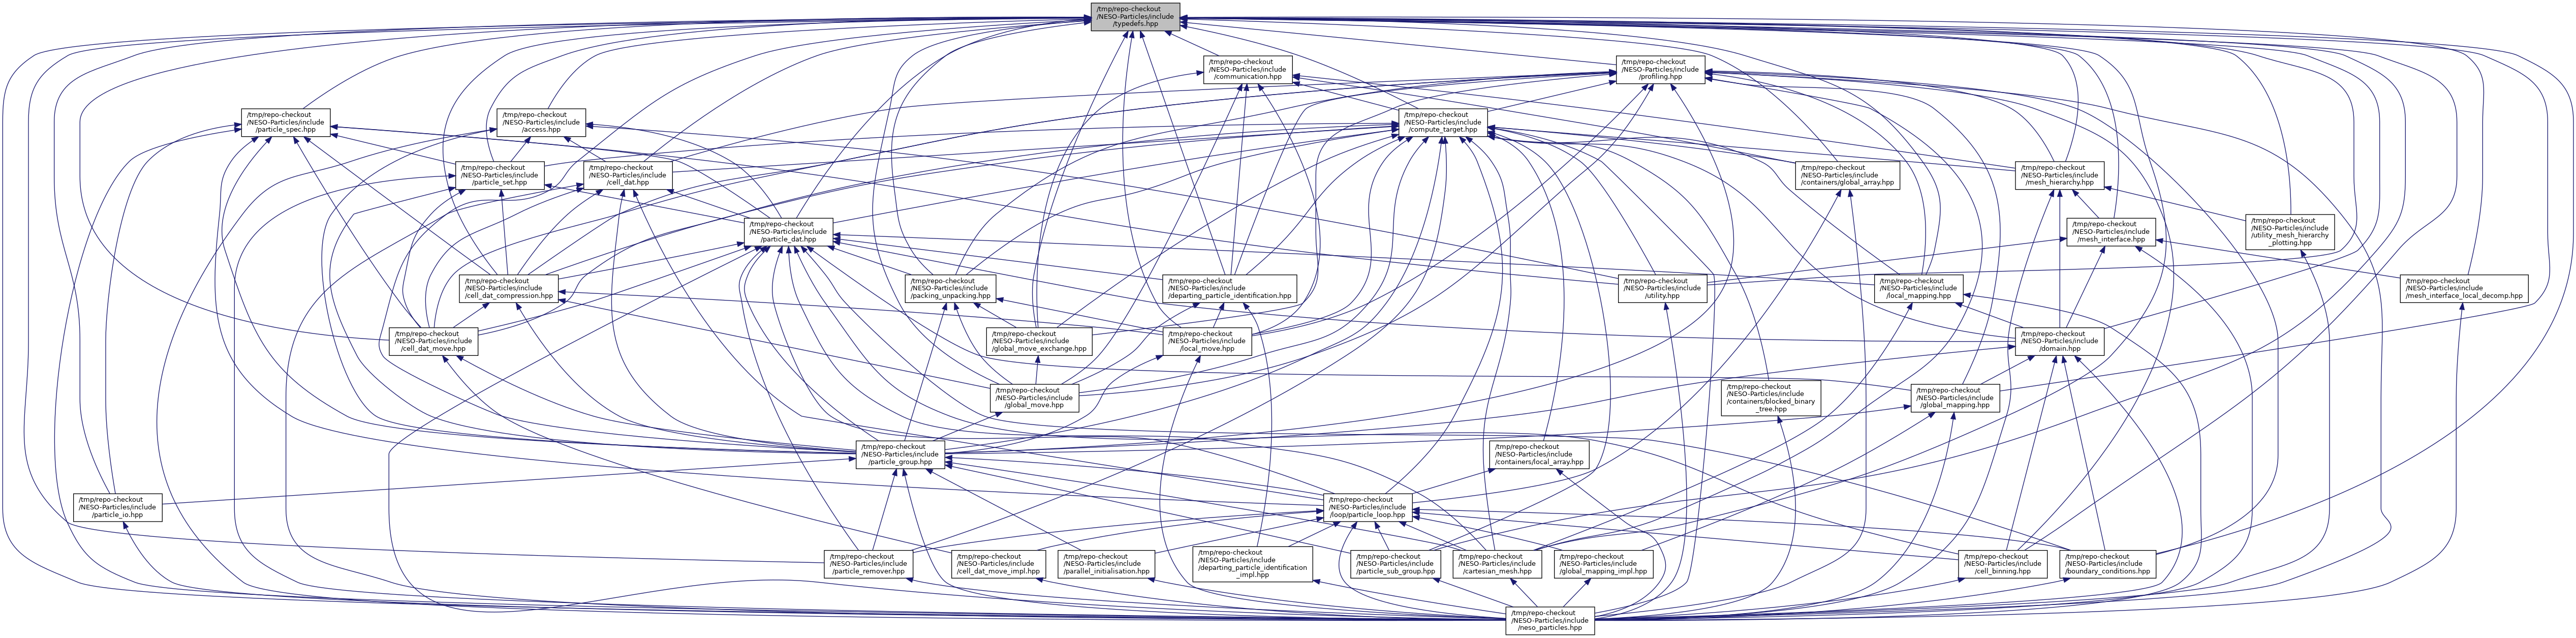 /tmp/repo-checkout
/NESO-Particles/include
/typedefs.hpp
/tmp/repo-checkout
/NESO-Particles/include
/communication.hpp
/tmp/repo-checkout
/NESO-Particles/include
/profiling.hpp
/tmp/repo-checkout
/NESO-Particles/include
/particle_spec.hpp
/tmp/repo-checkout
/NESO-Particles/include
/access.hpp
/tmp/repo-checkout
/NESO-Particles/include
/compute_target.hpp
/tmp/repo-checkout
/NESO-Particles/include
/particle_set.hpp
/tmp/repo-checkout
/NESO-Particles/include
/cell_dat.hpp
/tmp/repo-checkout
/NESO-Particles/include
/containers/global_array.hpp
/tmp/repo-checkout
/NESO-Particles/include
/mesh_hierarchy.hpp
/tmp/repo-checkout
/NESO-Particles/include
/particle_dat.hpp
/tmp/repo-checkout
/NESO-Particles/include
/mesh_interface.hpp
/tmp/repo-checkout
/NESO-Particles/include
/utility_mesh_hierarchy
_plotting.hpp
/tmp/repo-checkout
/NESO-Particles/include
/cell_dat_compression.hpp
/tmp/repo-checkout
/NESO-Particles/include
/packing_unpacking.hpp
/tmp/repo-checkout
/NESO-Particles/include
/departing_particle_identification.hpp
/tmp/repo-checkout
/NESO-Particles/include
/utility.hpp
/tmp/repo-checkout
/NESO-Particles/include
/local_mapping.hpp
/tmp/repo-checkout
/NESO-Particles/include
/mesh_interface_local_decomp.hpp
/tmp/repo-checkout
/NESO-Particles/include
/cell_dat_move.hpp
/tmp/repo-checkout
/NESO-Particles/include
/global_move_exchange.hpp
/tmp/repo-checkout
/NESO-Particles/include
/local_move.hpp
/tmp/repo-checkout
/NESO-Particles/include
/domain.hpp
/tmp/repo-checkout
/NESO-Particles/include
/global_move.hpp
/tmp/repo-checkout
/NESO-Particles/include
/containers/blocked_binary
_tree.hpp
/tmp/repo-checkout
/NESO-Particles/include
/global_mapping.hpp
/tmp/repo-checkout
/NESO-Particles/include
/particle_group.hpp
/tmp/repo-checkout
/NESO-Particles/include
/containers/local_array.hpp
/tmp/repo-checkout
/NESO-Particles/include
/particle_io.hpp
/tmp/repo-checkout
/NESO-Particles/include
/loop/particle_loop.hpp
/tmp/repo-checkout
/NESO-Particles/include
/particle_remover.hpp
/tmp/repo-checkout
/NESO-Particles/include
/cell_dat_move_impl.hpp
/tmp/repo-checkout
/NESO-Particles/include
/parallel_initialisation.hpp
/tmp/repo-checkout
/NESO-Particles/include
/departing_particle_identification
_impl.hpp
/tmp/repo-checkout
/NESO-Particles/include
/particle_sub_group.hpp
/tmp/repo-checkout
/NESO-Particles/include
/cartesian_mesh.hpp
/tmp/repo-checkout
/NESO-Particles/include
/global_mapping_impl.hpp
/tmp/repo-checkout
/NESO-Particles/include
/cell_binning.hpp
/tmp/repo-checkout
/NESO-Particles/include
/boundary_conditions.hpp
/tmp/repo-checkout
/NESO-Particles/include
/neso_particles.hpp